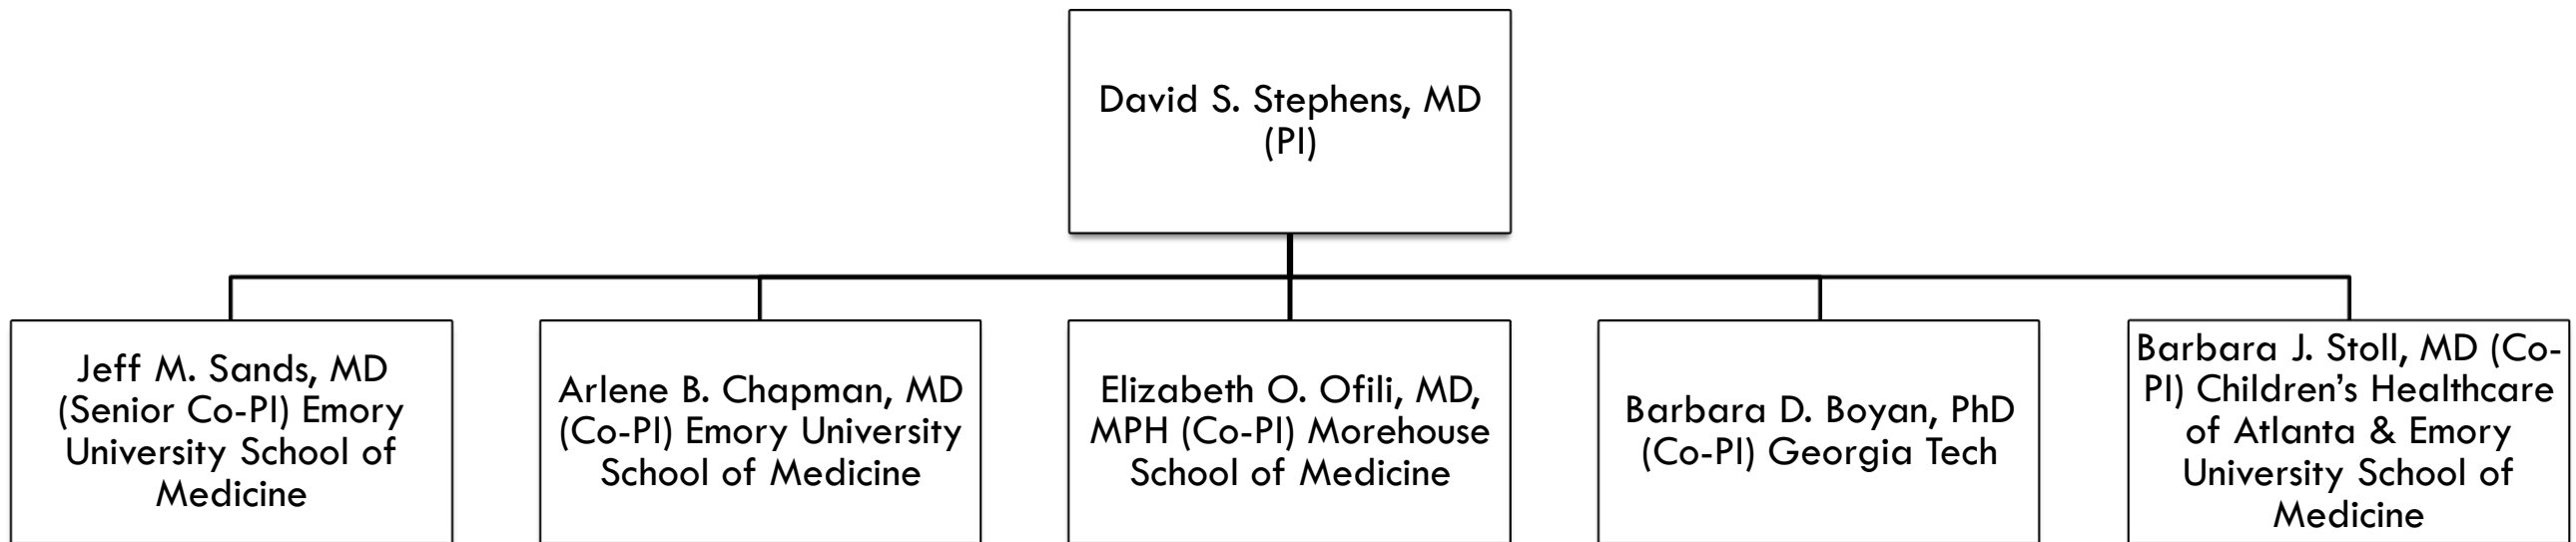 David S. Stephens, MD
(PI)
Jeff M. Sands, MD
(Senior Co-PI) Emory
University School of
Medicine
Arlene B. Chapman, MD
(Co-PI) Emory University
School of Medicine
Elizabeth O. Ofili, MD,
MPH (Co-PI) Morehouse
School of Medicine
Barbara D. Boyan, PhD
(Co-PI) Georgia Tech
Barbara J. Stoll, MD (Co-
PI) Children’s Healthcare
of Atlanta & Emory
University School of
Medicine